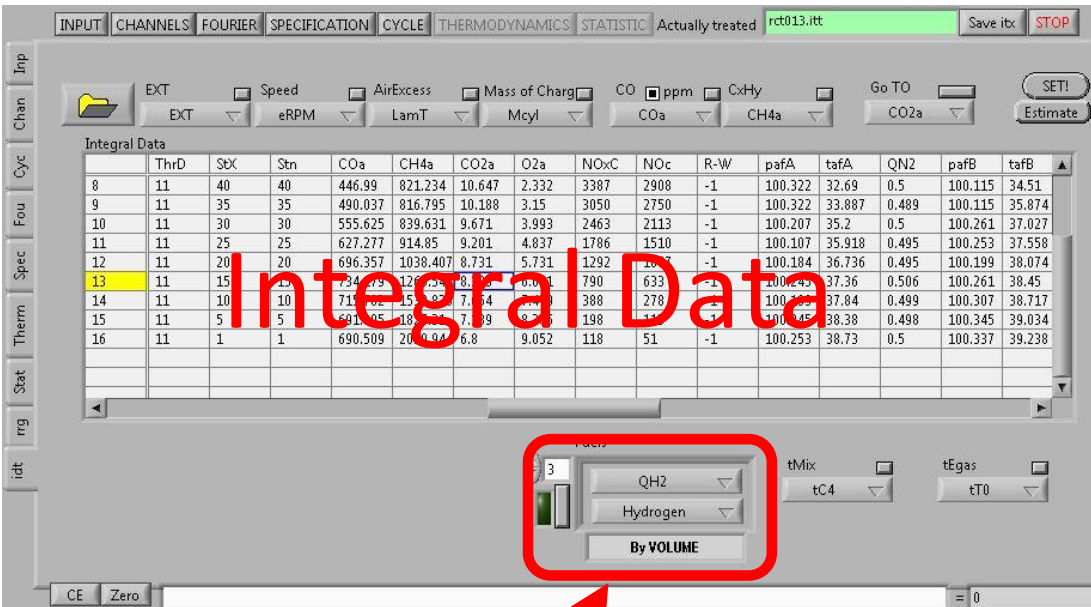 INPUT CHANNELS FOURIER SPECIFICATION CYCLE THERMODYNAMICS STATISTIC Actually treated rct013.itt Save itx STOP
Inp
Chan
Cyc
Fou
Spec
Therm
Stat
rrg
idt
EXT Speed AirExcess Mass of Charg CO ppm CxHy Go TO SET!
EXT eRPM LamT Mcyl COa CH4a CO2a Estimate
Integral Data
ThrD StX Stn COa CH4a CO2a O2a NOxC NOc R-W pafA tafA QN2 pafB tafB
8 11 40 40 446.99 821.234 10.647 2.332 3387 2908 -1 100.322 32.69 0.5 100.115 34.51
9 11 35 35 490.037 816.795 10.188 3.15 3050 2750 -1 100.322 33.887 0.489 100.115 35.874
10 11 30 30 555.625 839.631 9.671 3.993 2463 2113 -1 100.207 35.2 0.5 100.261 37.027
11 11 25 25 627.277 914.85 9.201 4.837 1786 1510 -1 100.107 35.918 0.495 100.253 37.558
12 11 20 20 696.357 1038.407 8.731 5.731 1292 -1 100.184 36.736 0.495 100.199 38.074
13 11 15 790 633 37.36 0.506 100.261 38.45
14 11 10 10 388 278 37.84 0.499 100.307 38.717
15 11 5 5 198 38.38 0.498 100.345 39.034
16 11 1 1 690.509 6.8 9.052 118 51 -1 100.253 38.73 0.5 100.337 39.238
Integral Data
3 QH2 tMix tEgas
Hydrogen tC4 tT0
By VOLUME
CE Zero = 0